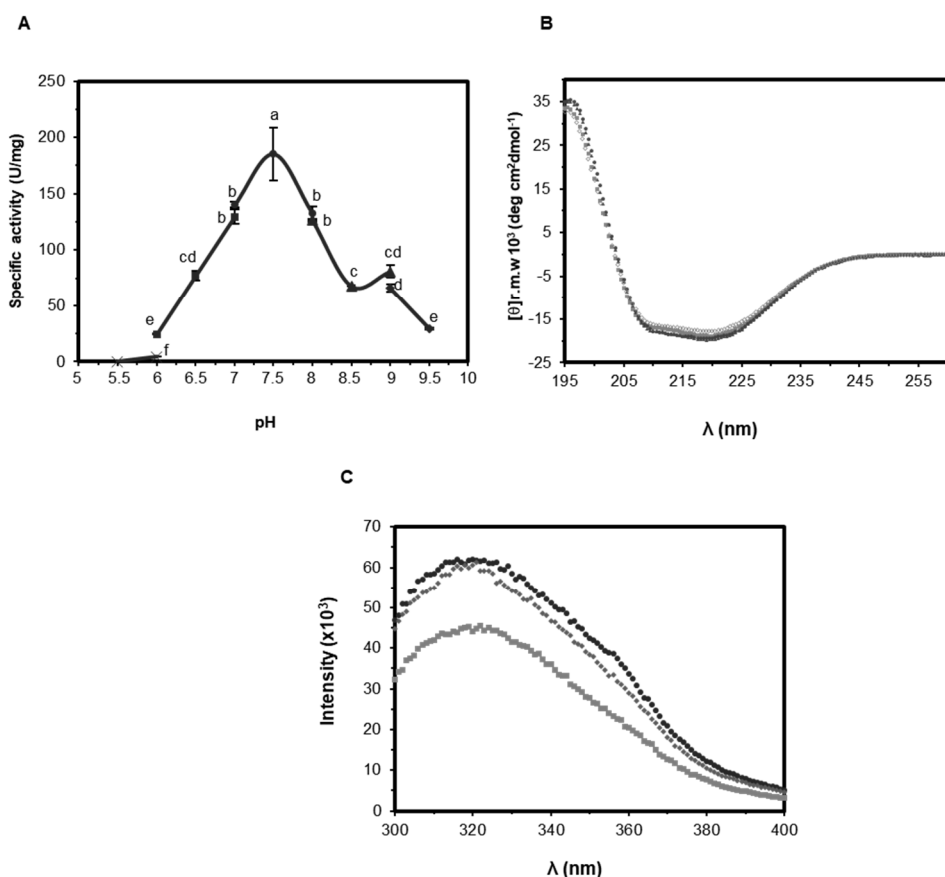 A
Specific activity (U/mg)
250
200
150
100
50
0
a
b
b
b
b
cd
c
cd
d
e
e
f
5 5.5 6 6.5 7 7.5 8 8.5 9 9.5 10
pH
B
[θ]r.m.w 10³ (deg cm²dmol⁻¹)
35
25
15
5
-5
-15
-25
195 205 215 225 235 245 255
λ (nm)
C
Intensity (x10³)
70
60
50
40
30
20
10
0
300 320 340 360 380 400
λ (nm)